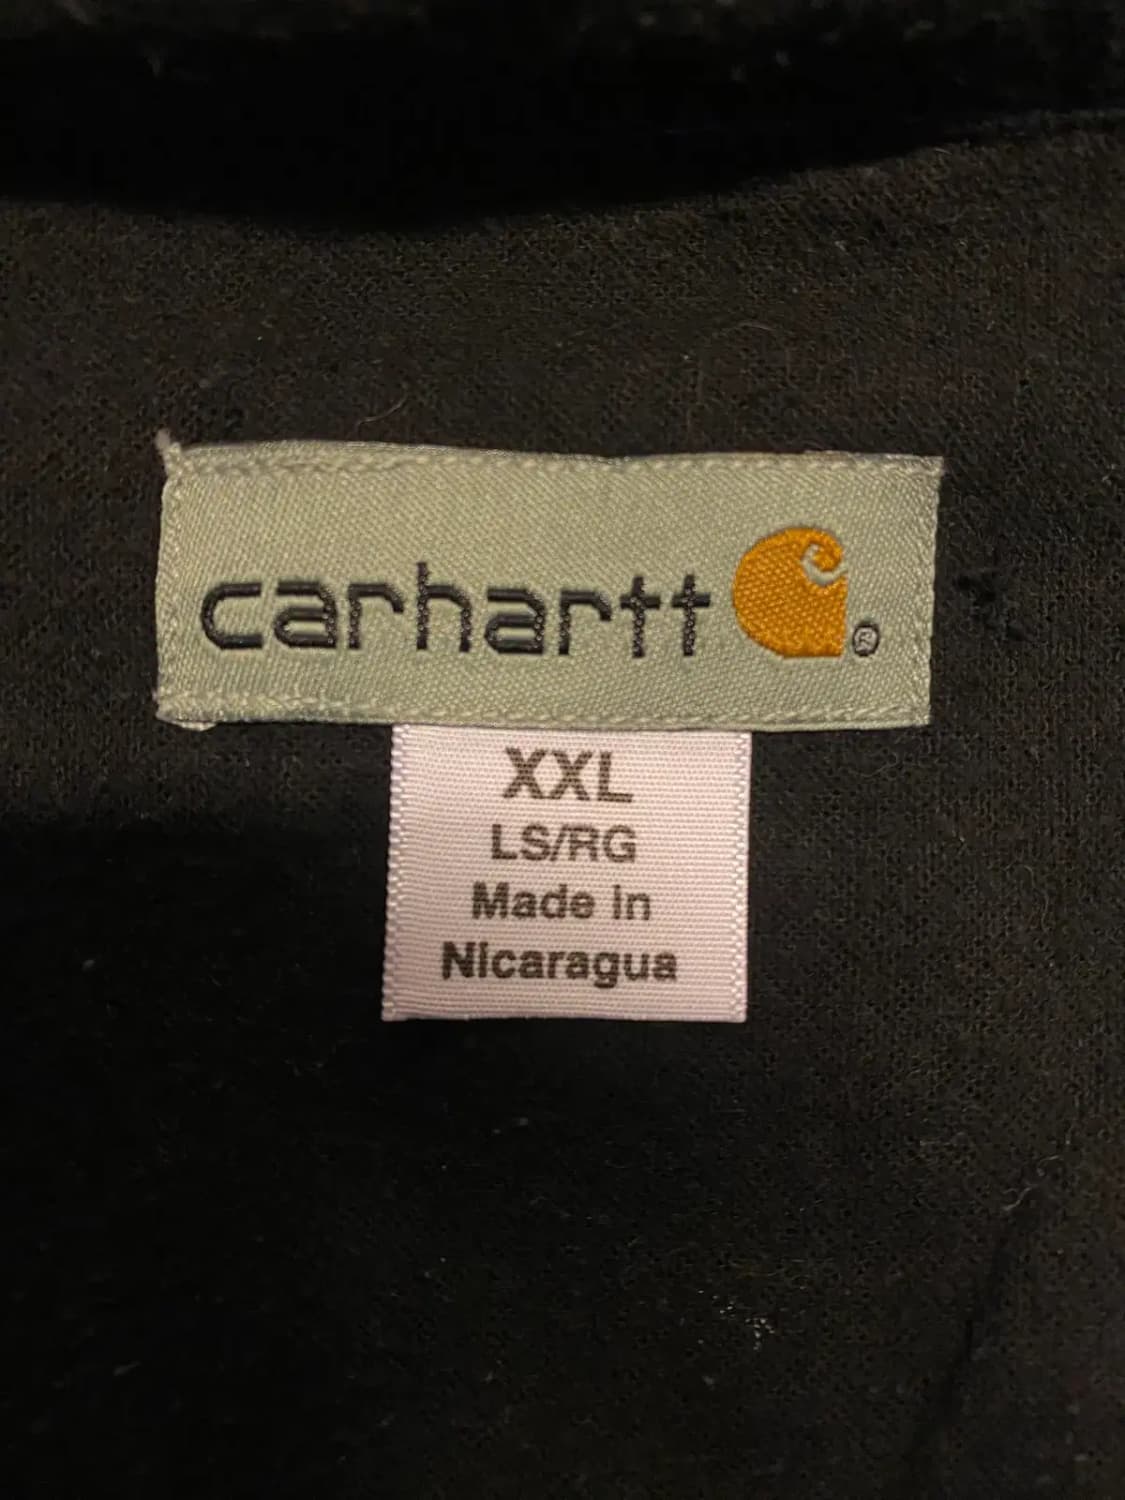 carhartt ®
XXL
LS/RG
Made in
Nicaragua